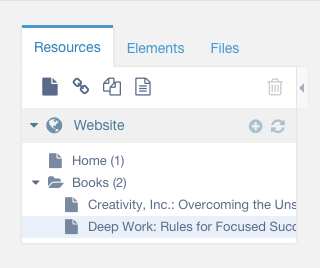 Resources Elements Files
Website
Home (1)
Books (2)
Creativity, Inc.: Overcoming the Uns
Deep Work: Rules for Focused Succ